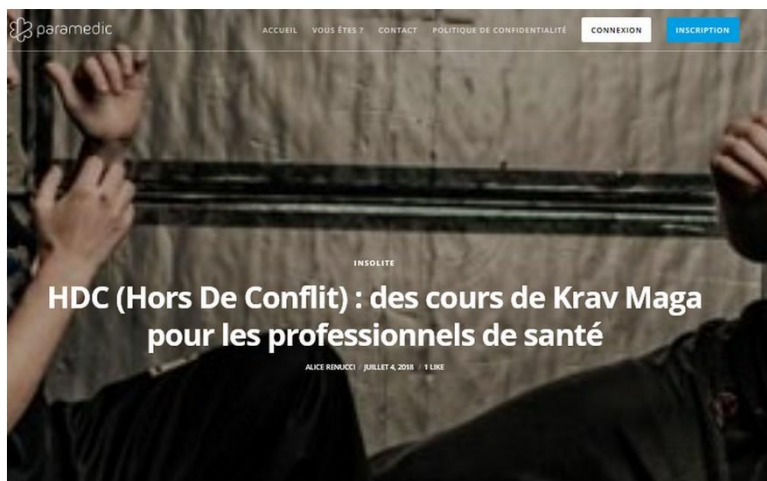 paramedic
ACCUEIL VOUS ÊTES ? CONTACT POLITIQUE DE CONFIDENTIALITÉ CONNEXION INSCRIPTION
INSOLITE
HDC (Hors De Conflit) : des cours de Krav Maga
pour les professionnels de santé
ALICE RENUCCI / JUILLET 4, 2018 / 1 LIKE